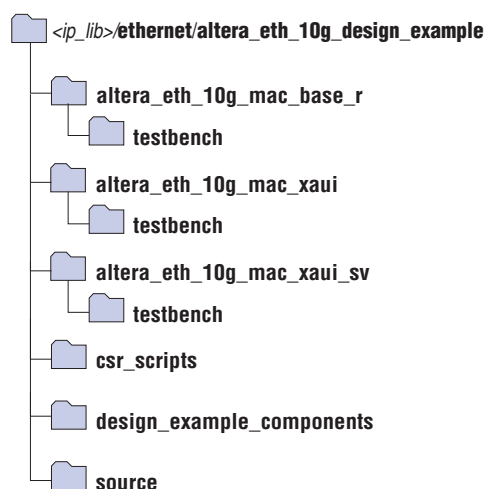 <ip_lib>/ethernet/altera_eth_10g_design_example
altera_eth_10g_mac_base_r
testbench
altera_eth_10g_mac_xaui
testbench
altera_eth_10g_mac_xaui_sv
testbench
csr_scripts
design_example_components
source